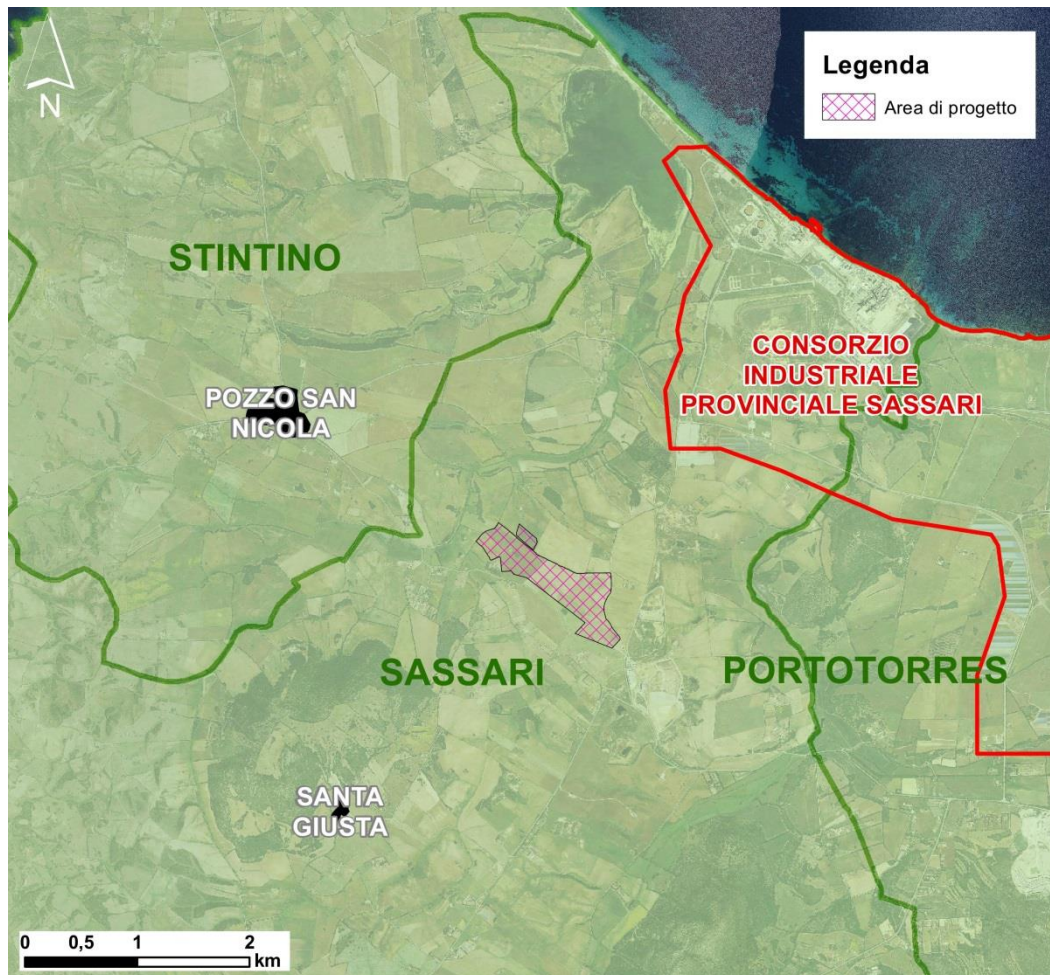 N
Legenda
Area di progetto
STINTINO
CONSORZIO
INDUSTRIALE
PROVINCIALE SASSARI
POZZO SAN
NICOLA
SASSARI
PORTOTORRES
SANTA
GIUSTA
0 0,5 1 2
km